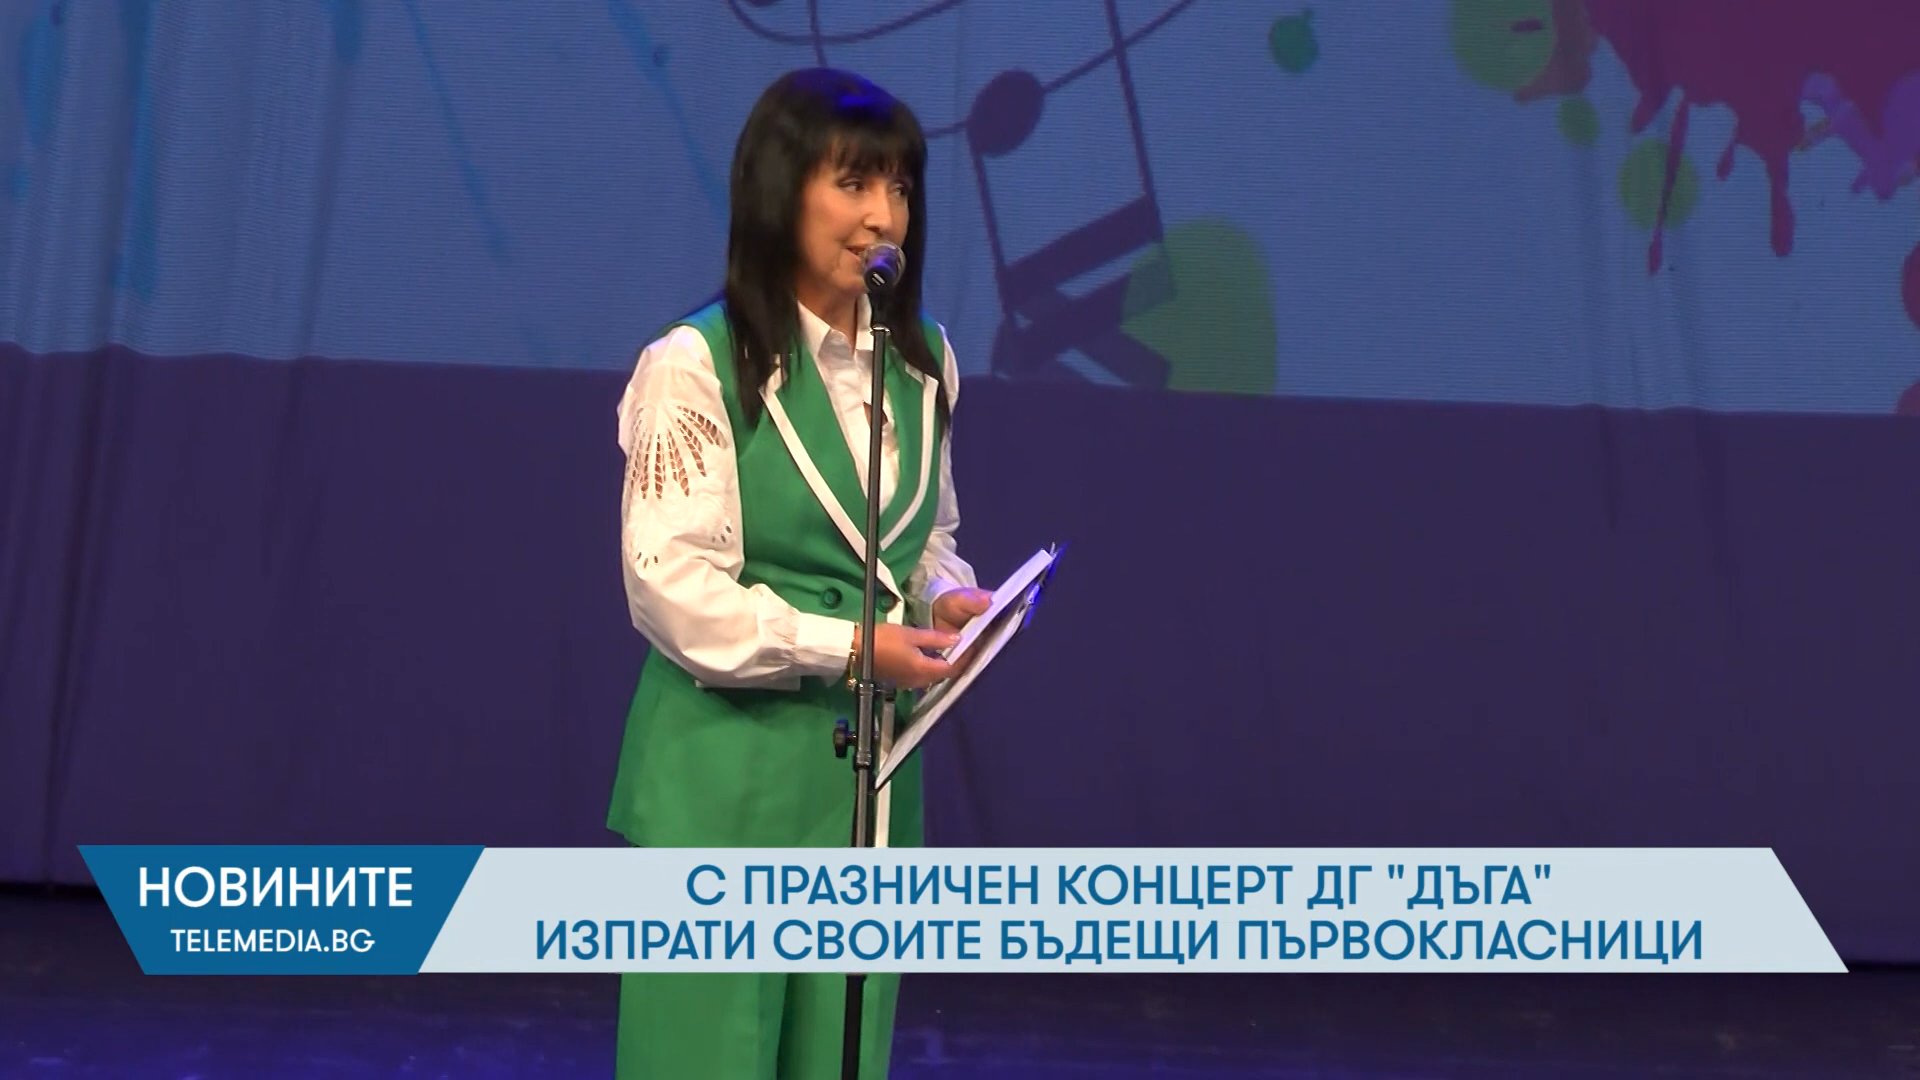 НОВИНИТЕ
TELEMEDIA.BG
С ПРАЗНИЧЕН КОНЦЕРТ ДГ "ДЪГА"
ИЗПРАТИ СВОИТЕ БЪДЕЩИ ПЪРВОКЛАСНИЦИ